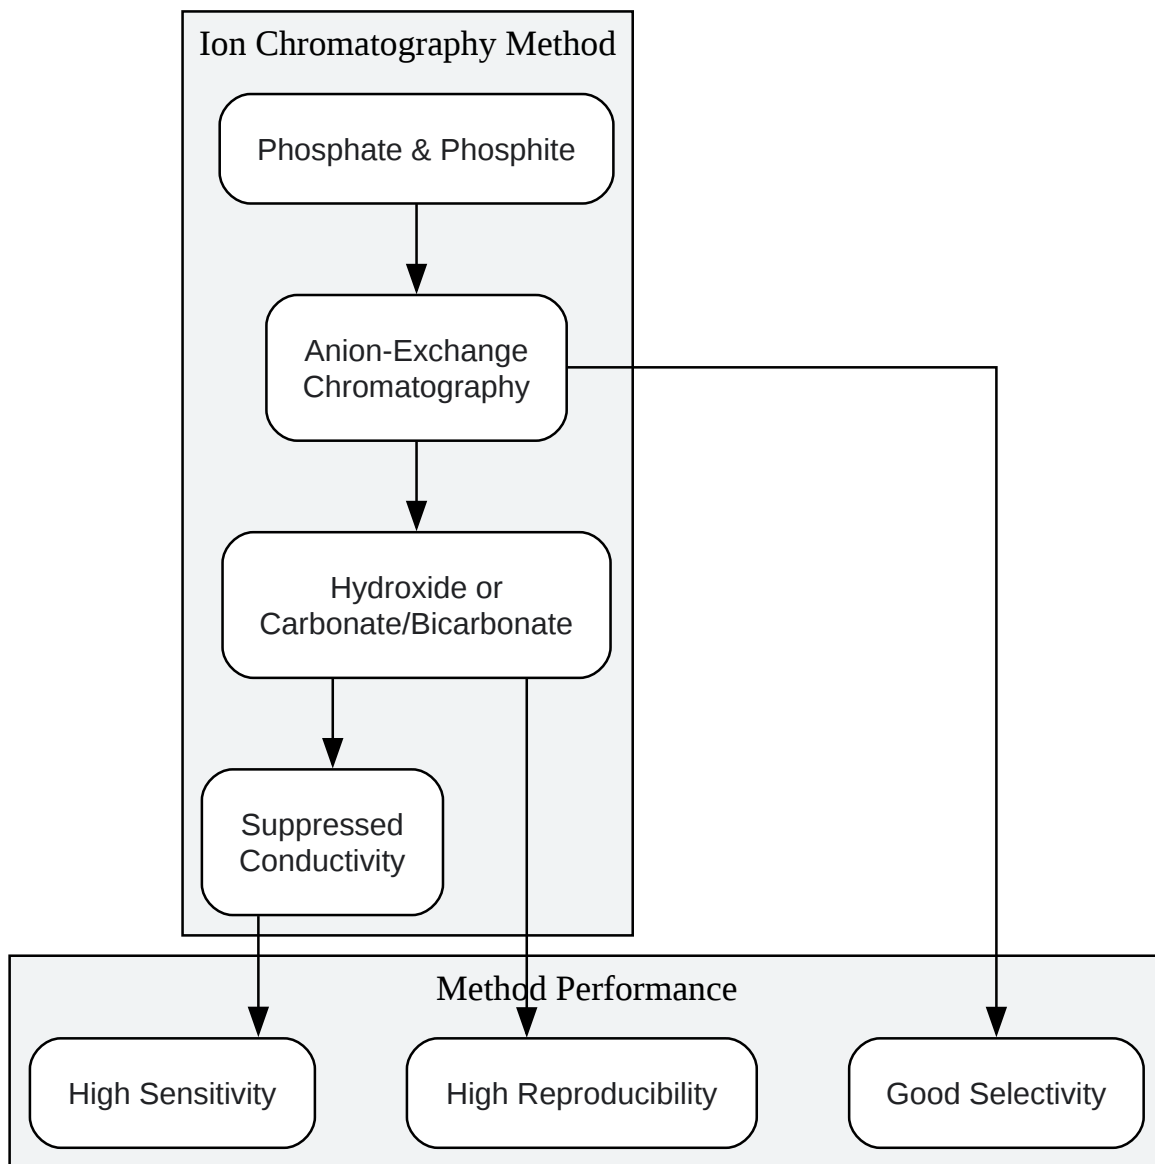 Ion Chromatography Method
Phosphate & Phosphite
Anion-Exchange
Chromatography
Hydroxide or
Carbonate/Bicarbonate
Suppressed
Conductivity
Method Performance
High Sensitivity
High Reproducibility
Good Selectivity